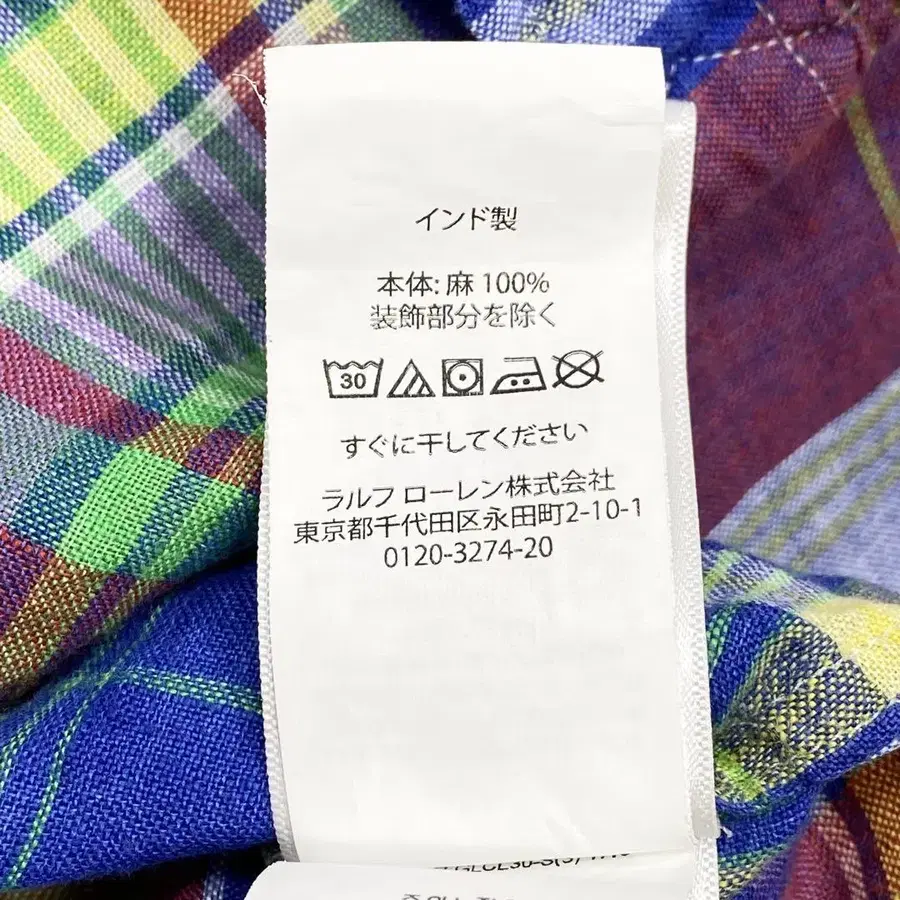 インド製
本体: 麻 100%
装飾部分を除く
30
すぐに干してください
ラルフ ローレン株式会社
東京都千代田区永田町2-10-1
0120-3274-20